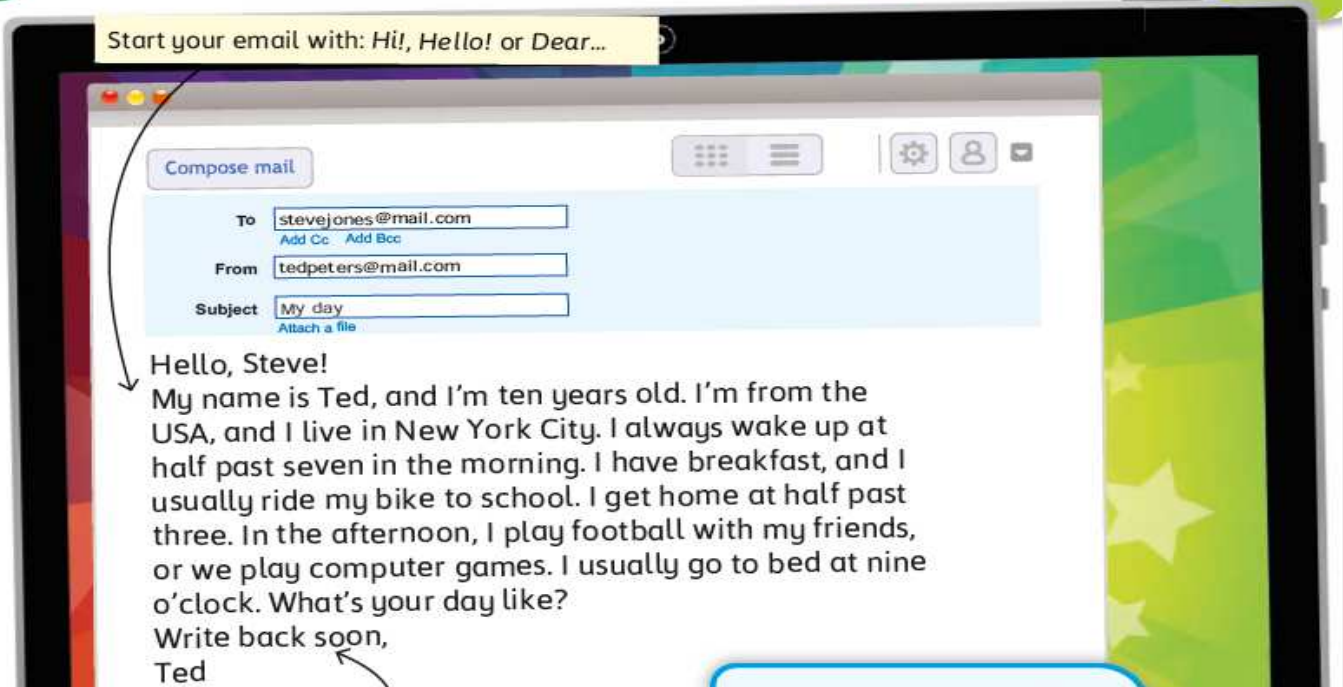 Start your email with: Hi!, Hello! or Dear...
Compose mail
To stevejones@mail.com
Add Cc Add Bcc
From tedpeters@mail.com
Subject My day
Attach a file
Hello, Steve!
My name is Ted, and I'm ten years old. I'm from the
USA, and I live in New York City. I always wake up at
half past seven in the morning. I have breakfast, and I
usually ride my bike to school. I get home at half past
three. In the afternoon, I play football with my friends,
or we play computer games. I usually go to bed at nine
o'clock. What's your day like?
Write back soon,
Ted